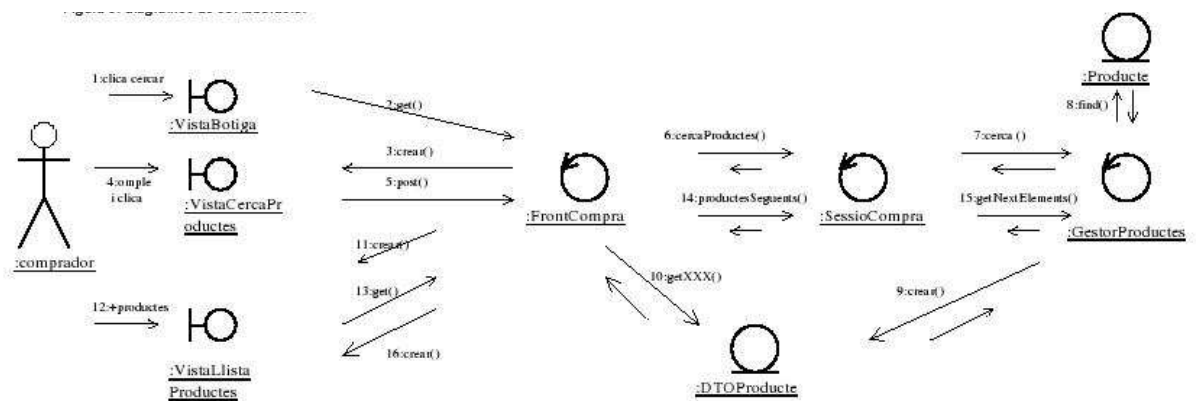 :Producte
1:clica cercar
2:get()
8:find()
:VistaBotiga
6:cercaProductes()
7:cerca ()
3:crear()
4:omple
i clica
5:post()
:VistaCercaPr
oductes
:FrontCompra
14:productesSeguents()
:SessioCompra
15:getNextElements()
:GestorProductes
:comprador
11:crear()
10:getXXX()
13:get()
9:crear()
12:+productes
16:crear()
:VistaLlista
Productes
:DTOProducte